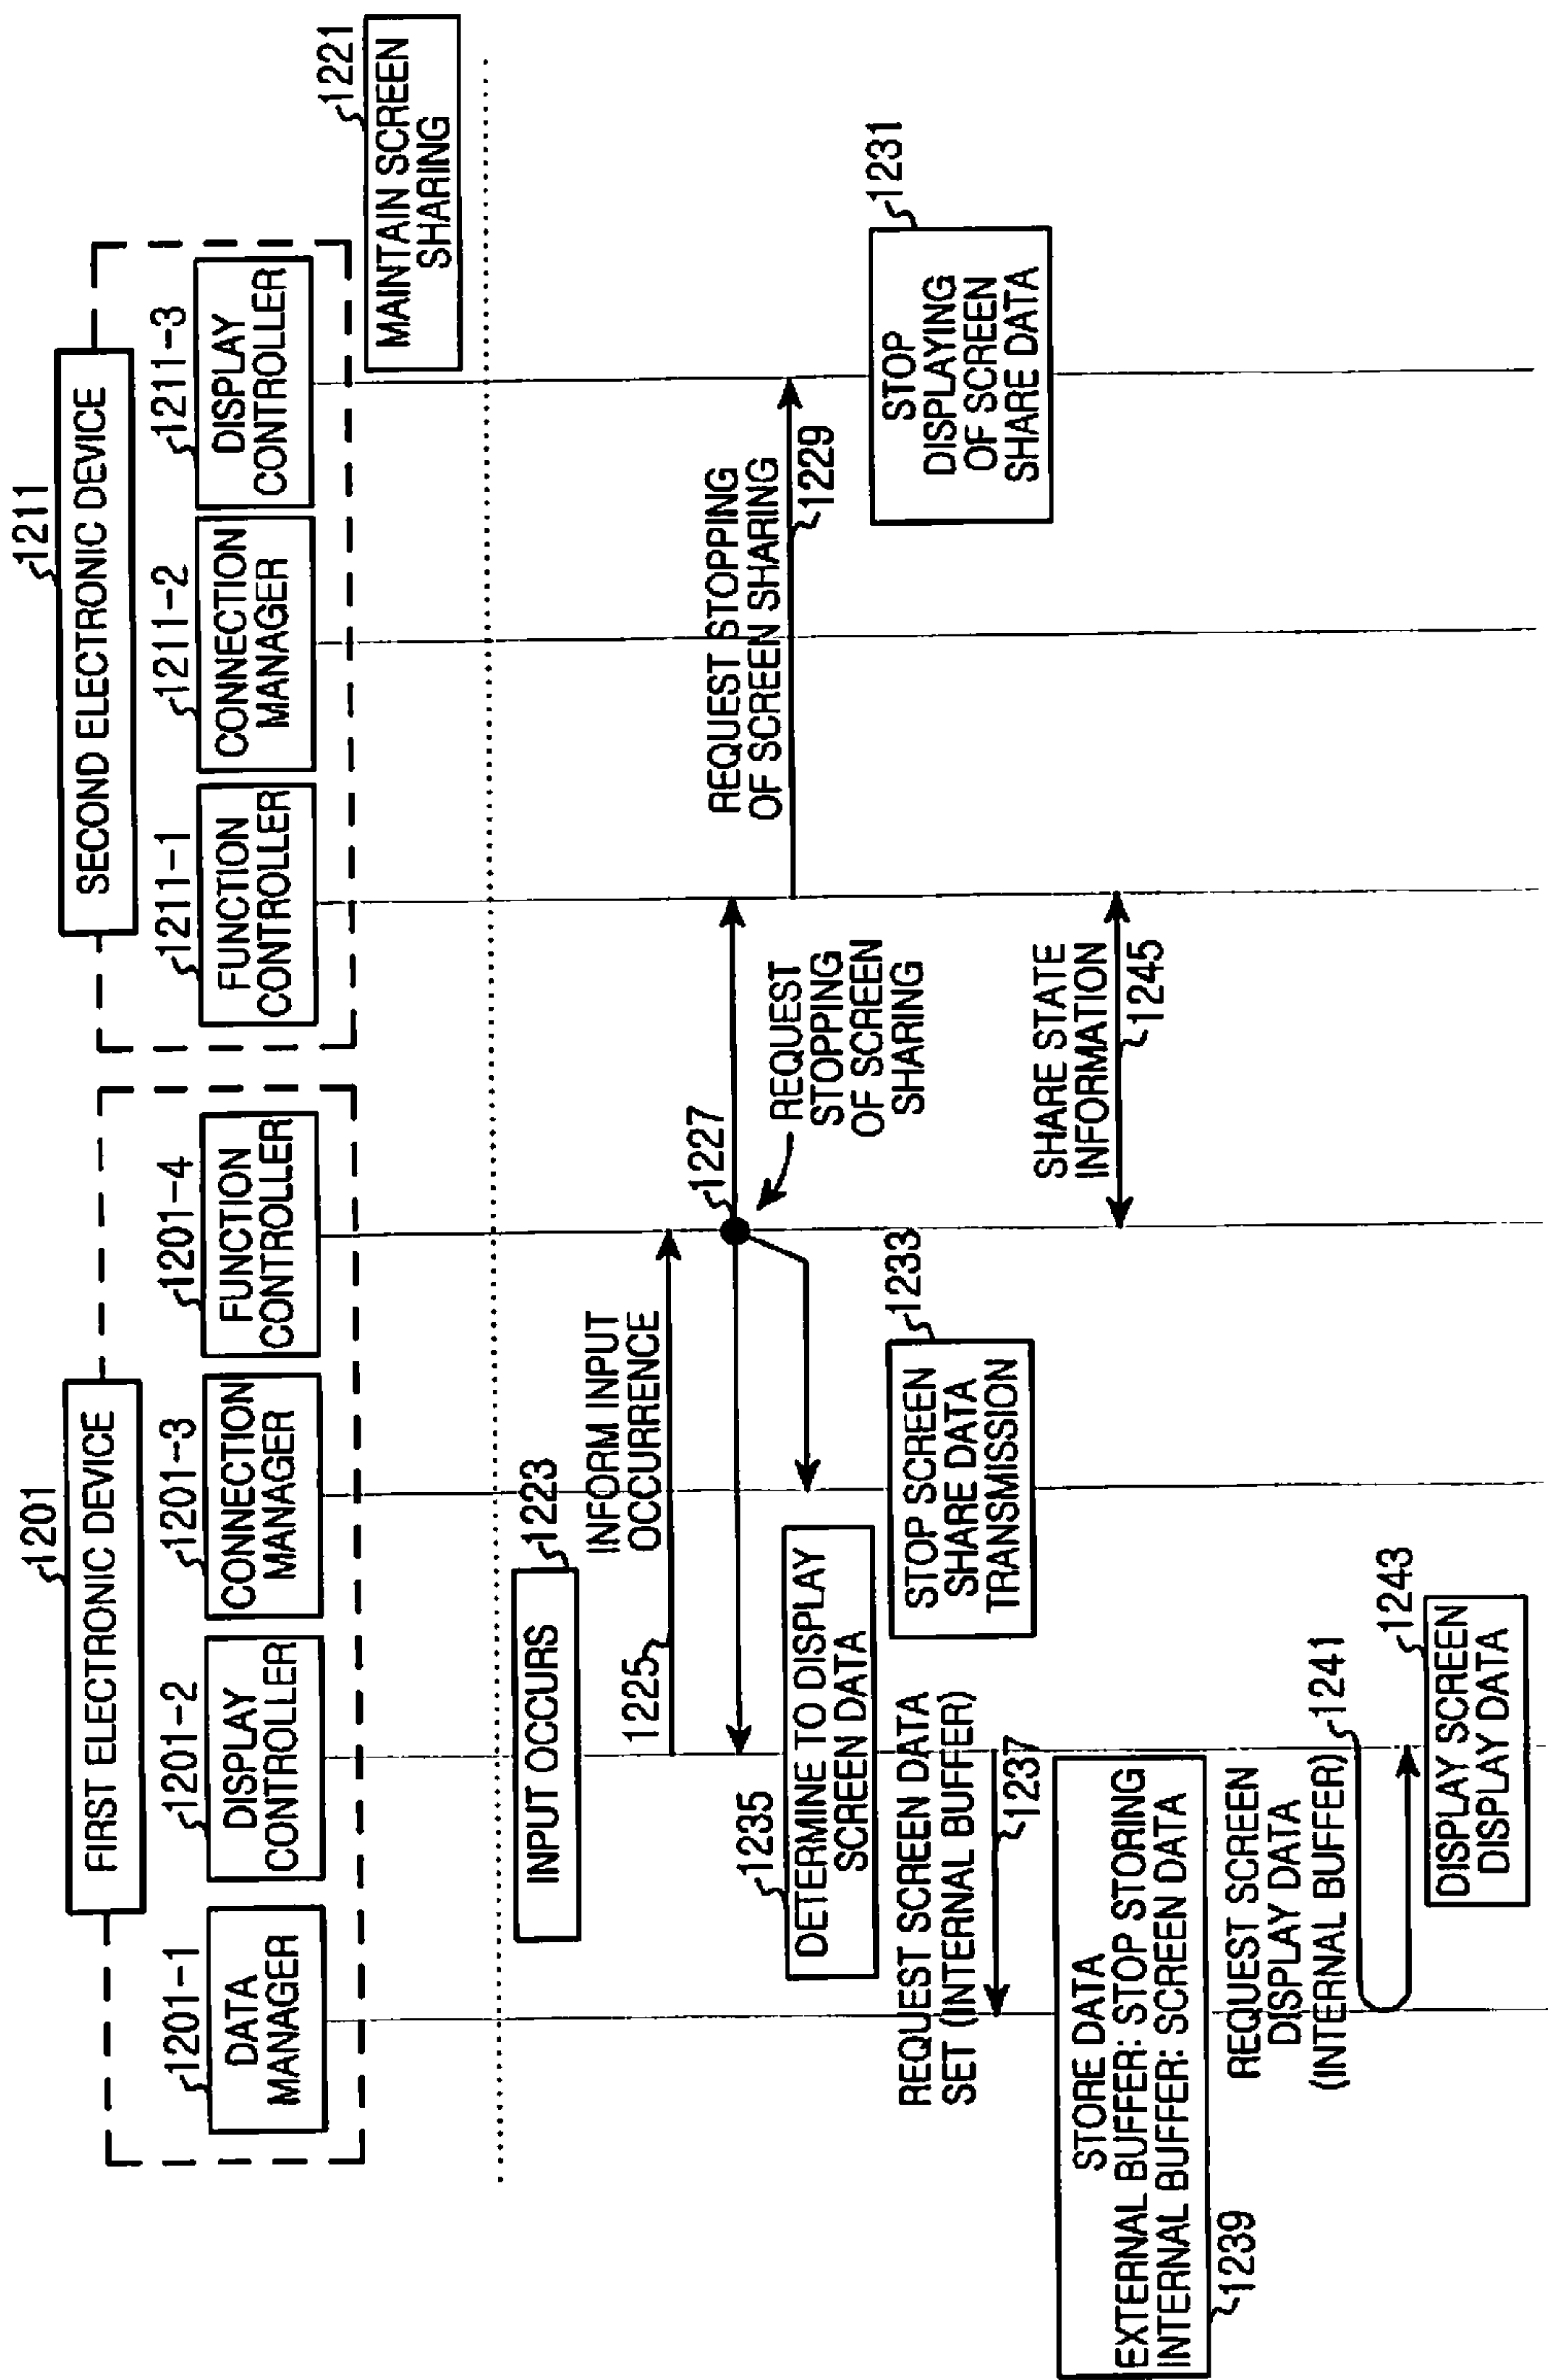 1201
FIRST ELECTRONIC DEVICE
1211
SECOND ELECTRONIC DEVICE
1201-1
DATA
MANAGER
1201-2
DISPLAY
CONTROLLER
1201-3
CONNECTION
MANAGER
1201-4
FUNCTION
CONTROLLER
1211-1
FUNCTION
CONTROLLER
1211-2
CONNECTION
MANAGER
1211-3
DISPLAY
CONTROLLER
1221
MAINTAIN SCREEN
SHARING
INPUT OCCURS
1223
INFORM INPUT
OCCURRENCE
1225
1227
REQUEST
STOPPING
OF SCREEN
SHARING
REQUEST STOPPING
OF SCREEN SHARING
1229
STOP
DISPLAYING
OF SCREEN
SHARE DATA
1231
STOP SCREEN
SHARE DATA
TRANSMISSION
1233
1235
DETERMINE TO DISPLAY
SCREEN DATA
REQUEST SCREEN DATA
SET (INTERNAL BUFFER)
1237
STORE DATA
EXTERNAL BUFFER: STOP STORING
INTERNAL BUFFER: SCREEN DATA
1239
SHARE STATE
INFORMATION
1245
REQUEST SCREEN
DISPLAY DATA
(INTERNAL BUFFER)
1241
DISPLAY SCREEN
DISPLAY DATA
1243